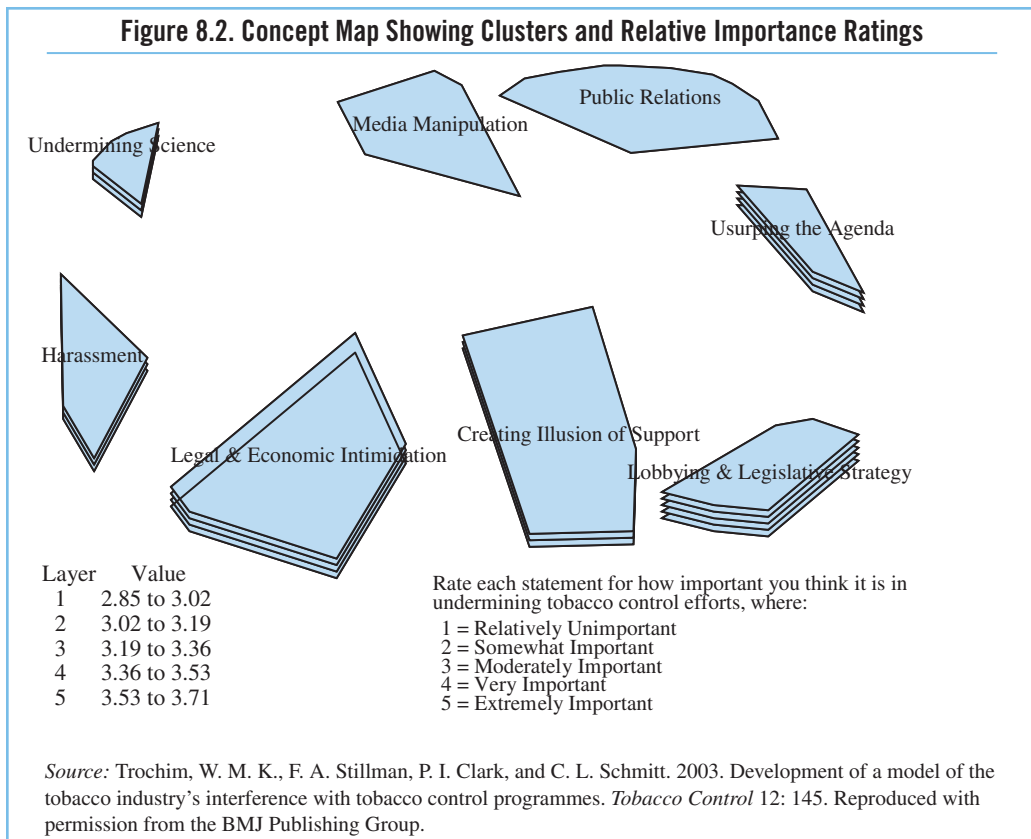 Figure 8.2. Concept Map Showing Clusters and Relative Importance Ratings
Public Relations
Media Manipulation
Undermining Science
Usurping the Agenda
Harassment
Creating Illusion of Support
Legal & Economic Intimidation
Lobbying & Legislative Strategy
Layer Value
1 2.85 to 3.02
2 3.02 to 3.19
3 3.19 to 3.36
4 3.36 to 3.53
5 3.53 to 3.71
Rate each statement for how important you think it is in
undermining tobacco control efforts, where:
1 = Relatively Unimportant
2 = Somewhat Important
3 = Moderately Important
4 = Very Important
5 = Extremely Important
Source: Trochim, W. M. K., F. A. Stillman, P. I. Clark, and C. L. Schmitt. 2003. Development of a model of the
tobacco industry's interference with tobacco control programmes. Tobacco Control 12: 145. Reproduced with
permission from the BMJ Publishing Group.